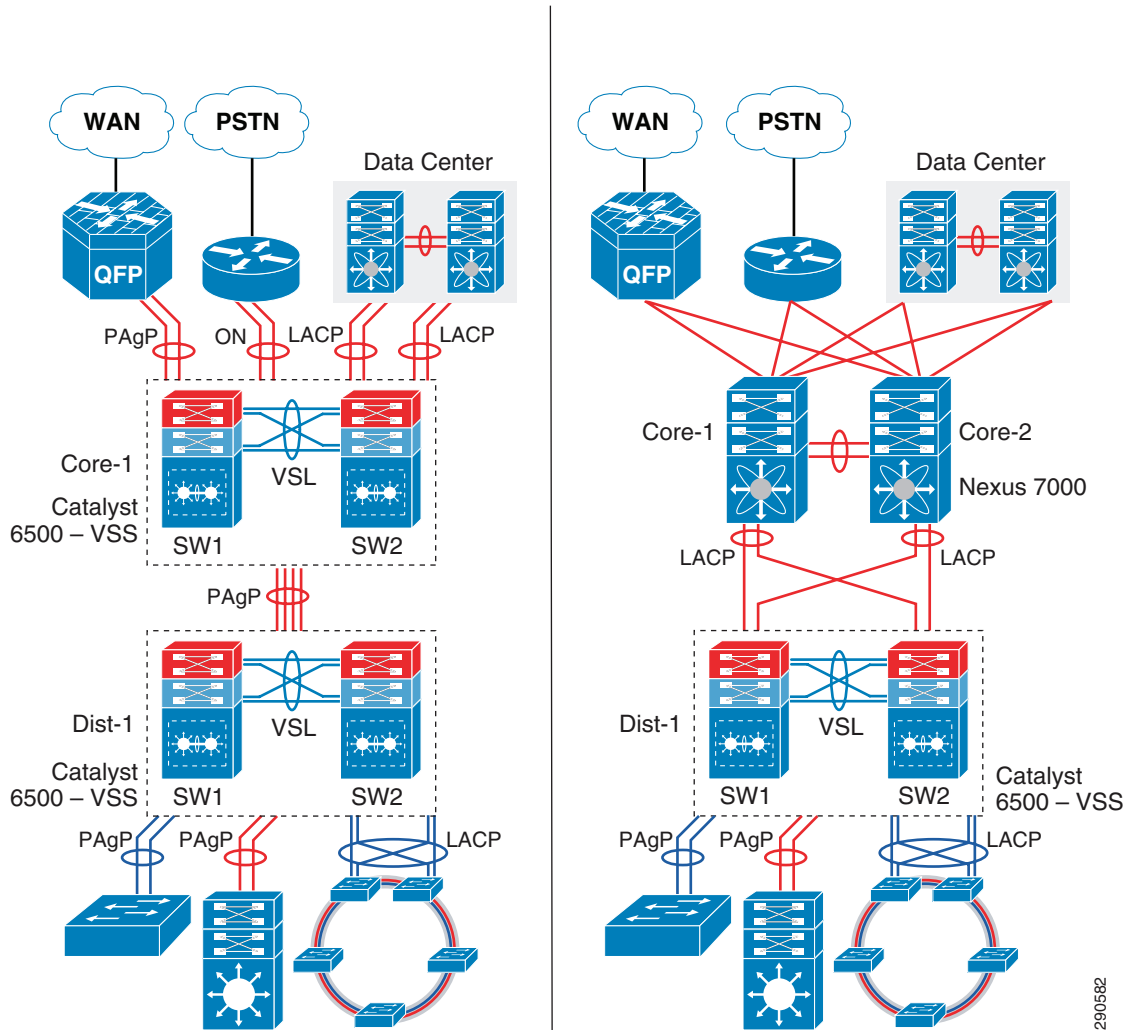 WAN
PSTN
Data Center
QFP
PAgP
ON
LACP
LACP
Core-1
VSL
Catalyst
6500 – VSS
SW1
SW2
PAgP
Dist-1
VSL
Catalyst
6500 – VSS
SW1
SW2
PAgP
PAgP
LACP
WAN
PSTN
Data Center
QFP
Core-1
Core-2
Nexus 7000
LACP
LACP
Dist-1
VSL
SW1
SW2
Catalyst
6500 – VSS
PAgP
PAgP
LACP
290582